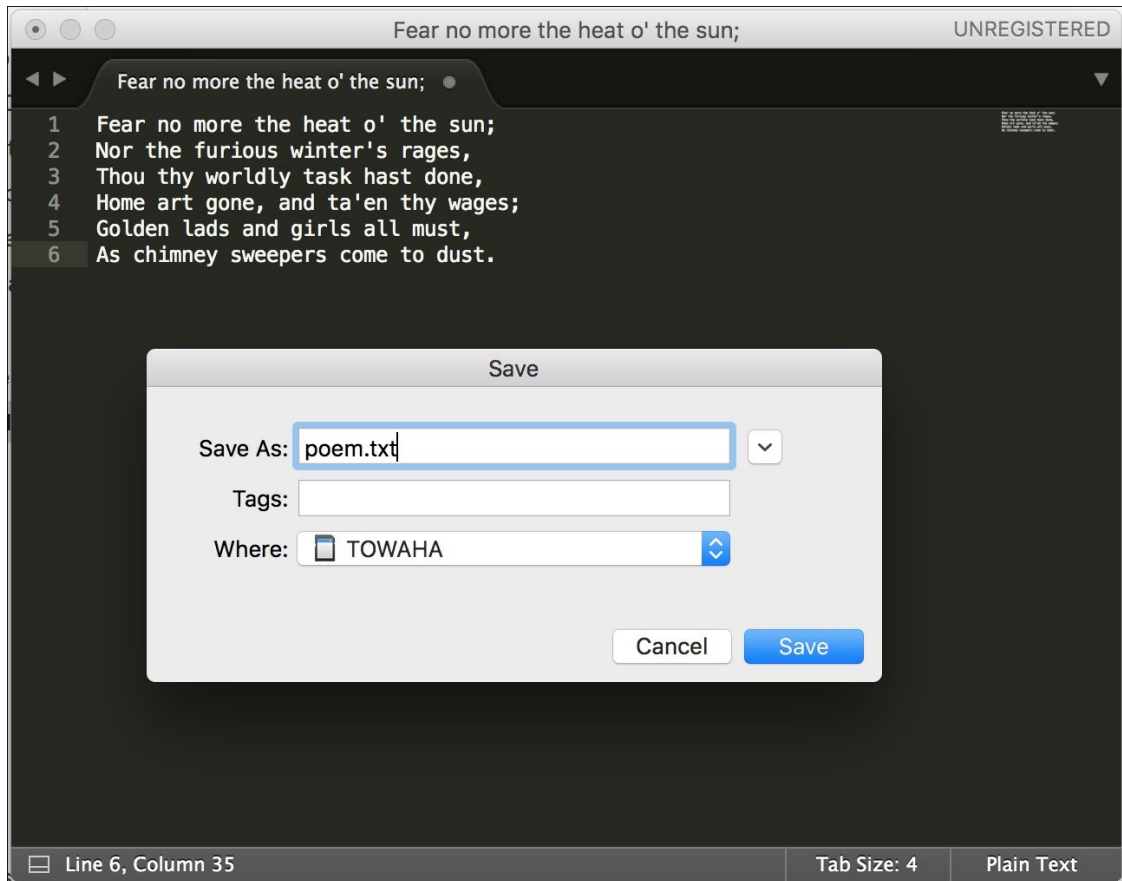 Fear no more the heat o' the sun;
UNREGISTERED
Fear no more the heat o' the sun;
1 Fear no more the heat o' the sun;
2 Nor the furious winter's rages,
3 Thou thy worldly task hast done,
4 Home art gone, and ta'en thy wages;
5 Golden lads and girls all must,
6 As chimney sweepers come to dust.
Save
Save As: poem.txt
Tags:
Where: TOWAHA
Cancel Save
Line 6, Column 35
Tab Size: 4
Plain Text